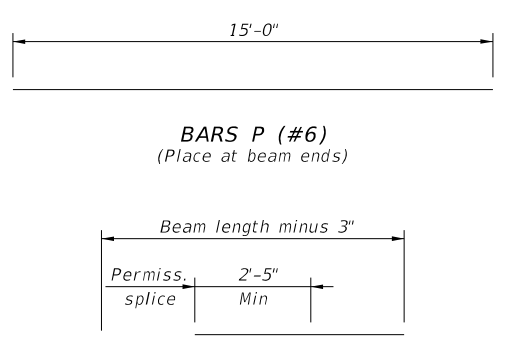 15'-0"
BARS P (#6)
(Place at beam ends)
Beam length minus 3"
Permiss. 2'-5"
splice Min